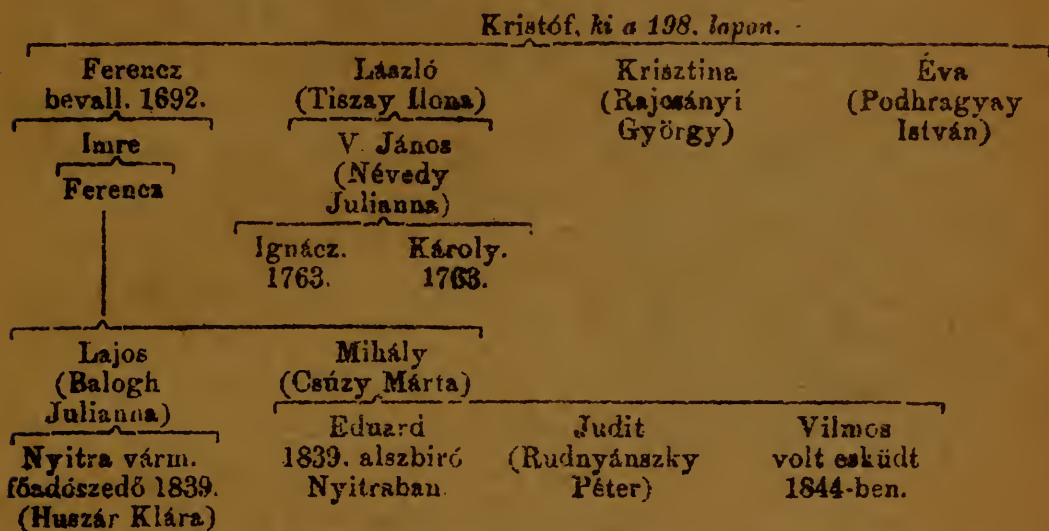 Kristóf, ki a 198. lapon.
Ferencz László Krisztina Éva
bevall. 1692. (Tiszay Ilona) (Rajcsányi (Podhragyay
György) István)
Imre V. János
(Névedy
Ferencz Julianna)
Ignácz. Károly.
1763. 1763.
Lajos Mihály
(Balogh (Csúzy Márta)
Julianna)
Eduard Judit Vilmos
Nyitra várm. 1839. alszbiró (Rudnyánszky volt esküdt
főadószedő 1839. Nyitraban. Péter) 1844-ben.
(Huszár Klára)